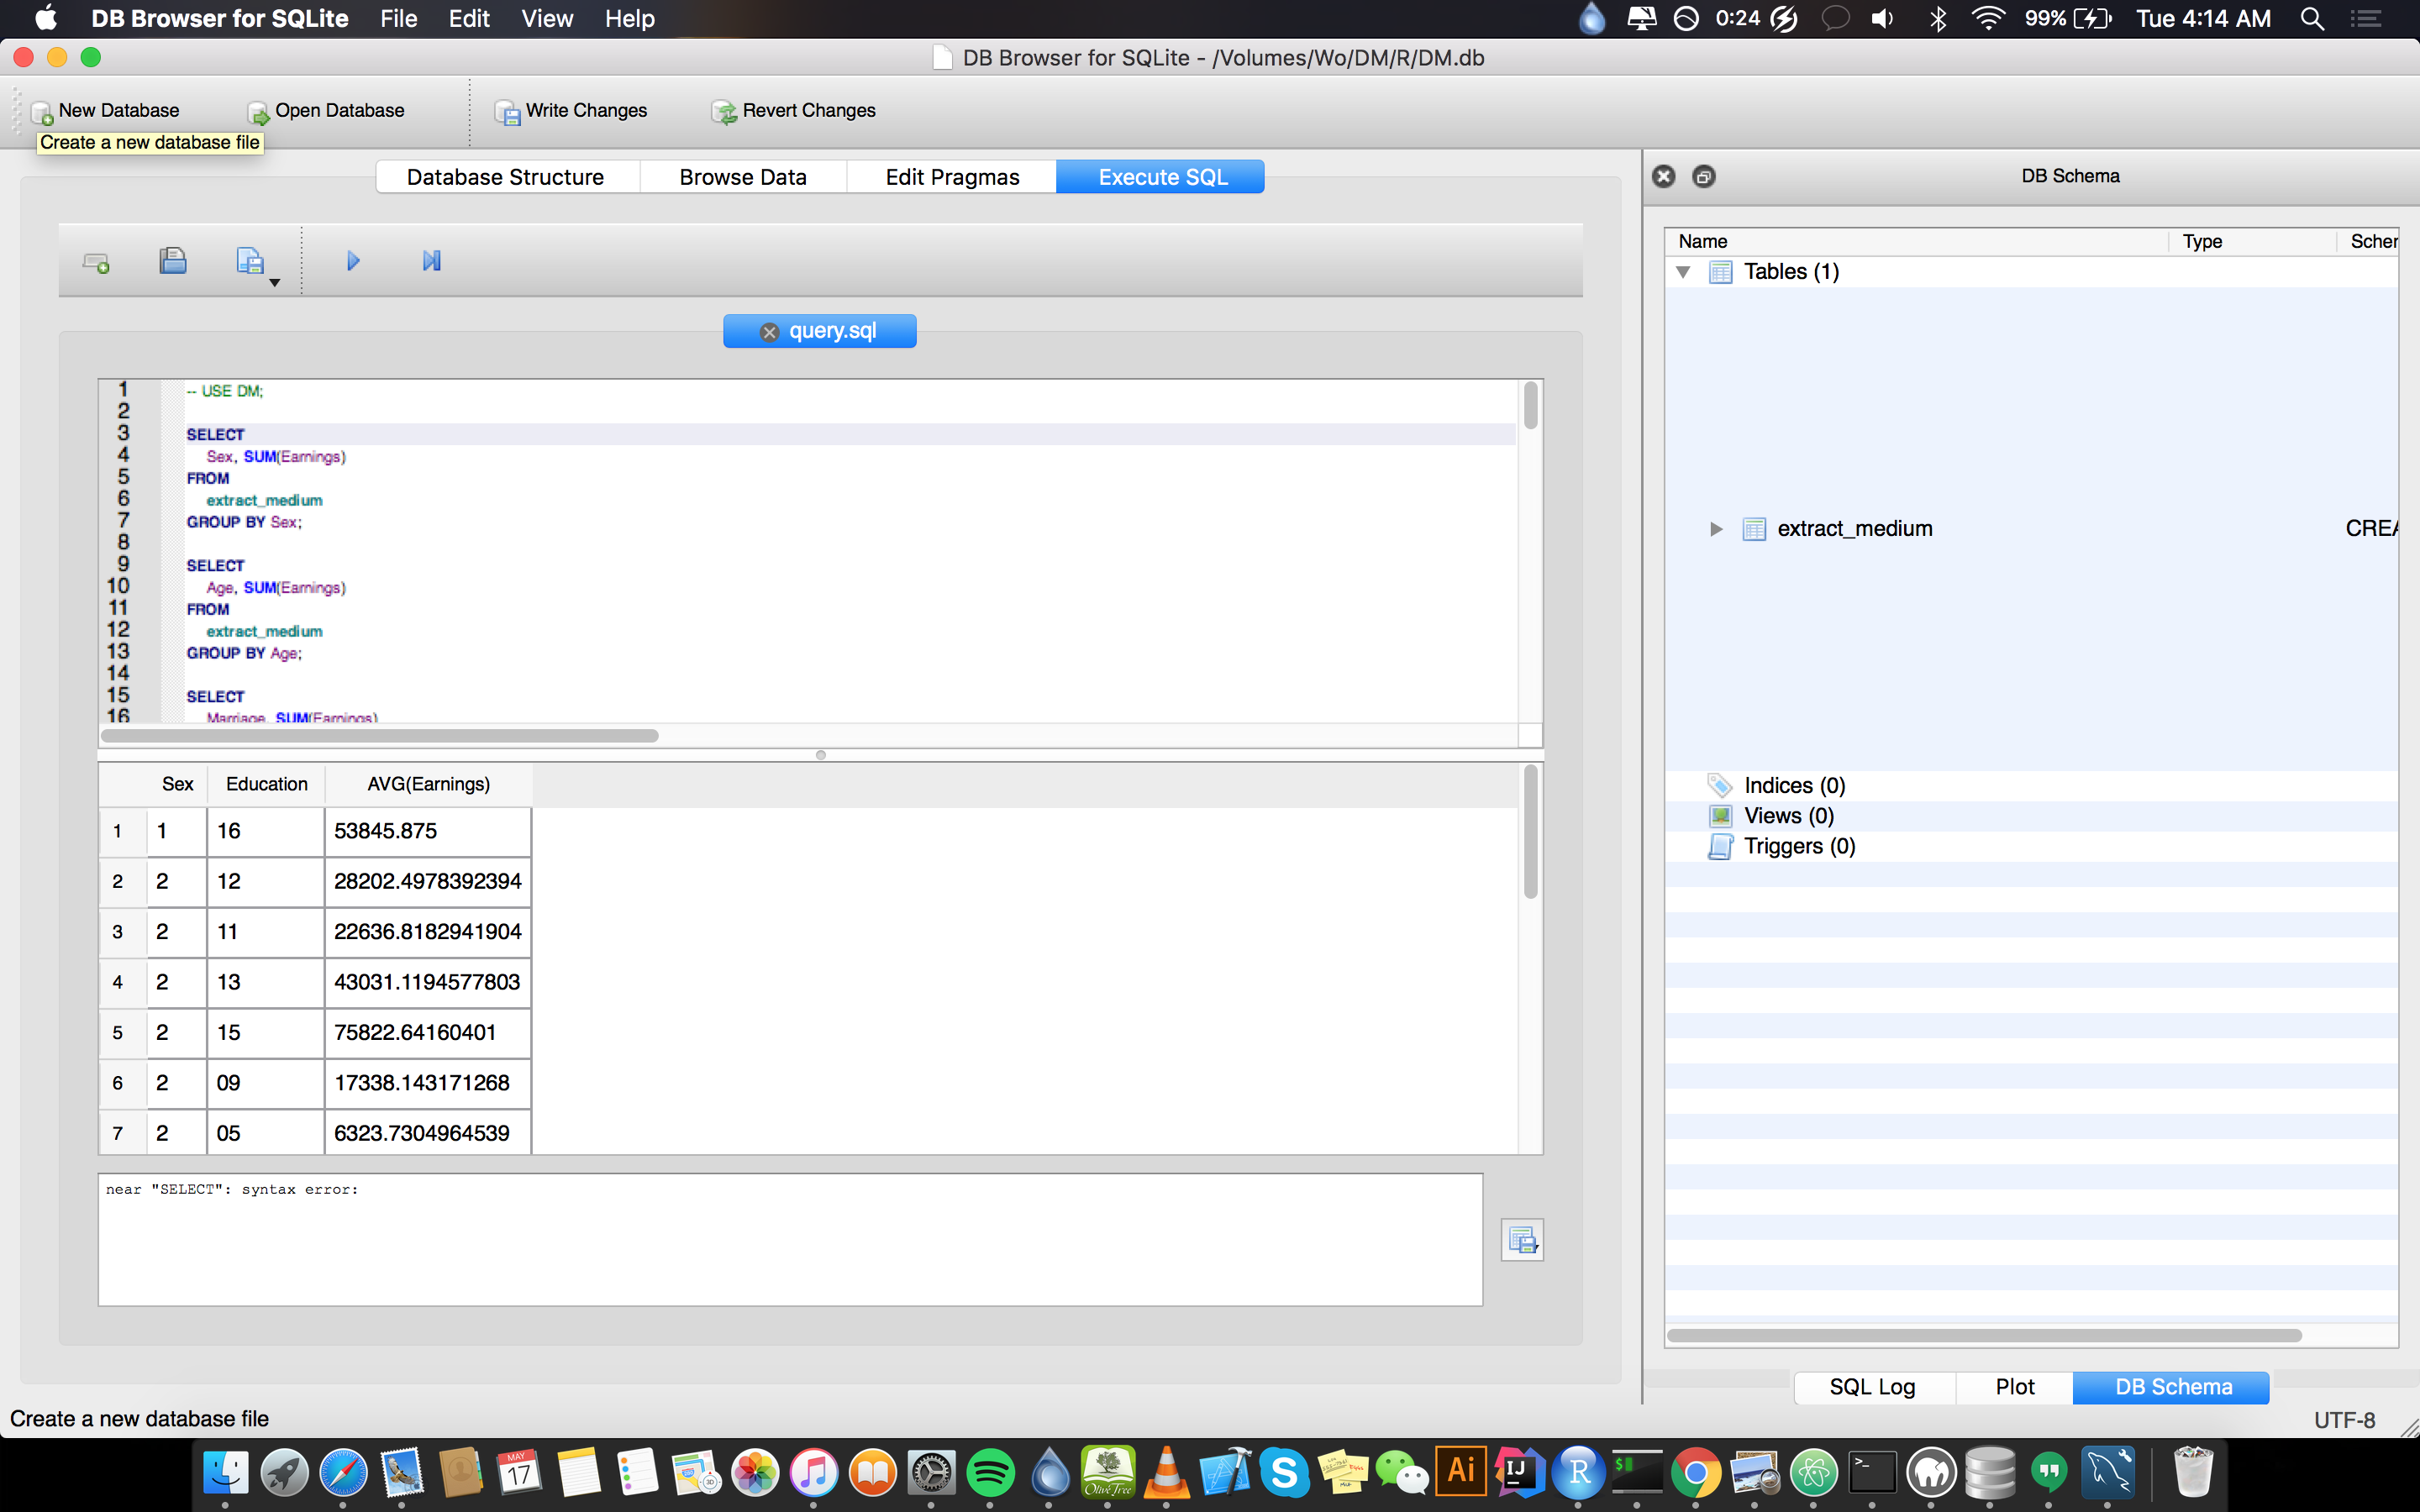 DB Browser for SQLite File Edit View Help 0:24 99% Tue 4:14 AM
DB Browser for SQLite - /Volumes/Wo/DM/R/DM.db
New Database Open Database Write Changes Revert Changes
Create a new database file
Database Structure Browse Data Edit Pragmas Execute SQL
DB Schema
Name Type Scher
Tables (1)
extract_medium CREA
Indices (0)
Views (0)
Triggers (0)
query.sql
1 -- USE DM;
2
3 SELECT
4 Sex, SUM(Earnings)
5 FROM
6 extract_medium
7 GROUP BY Sex;
8
9 SELECT
10 Age, SUM(Earnings)
11 FROM
12 extract_medium
13 GROUP BY Age;
14
15 SELECT
16 Marriage, SUM(Earnings)
Sex Education AVG(Earnings)
1 1 16 53845.875
2 2 12 28202.4978392394
3 2 11 22636.8182941904
4 2 13 43031.1194577803
5 2 15 75822.64160401
6 2 09 17338.143171268
7 2 05 6323.7304964539
near "SELECT": syntax error:
SQL Log Plot DB Schema
Create a new database file
UTF-8
MAY
17
OliveTree
S
Ai
IJ
R
$
>_